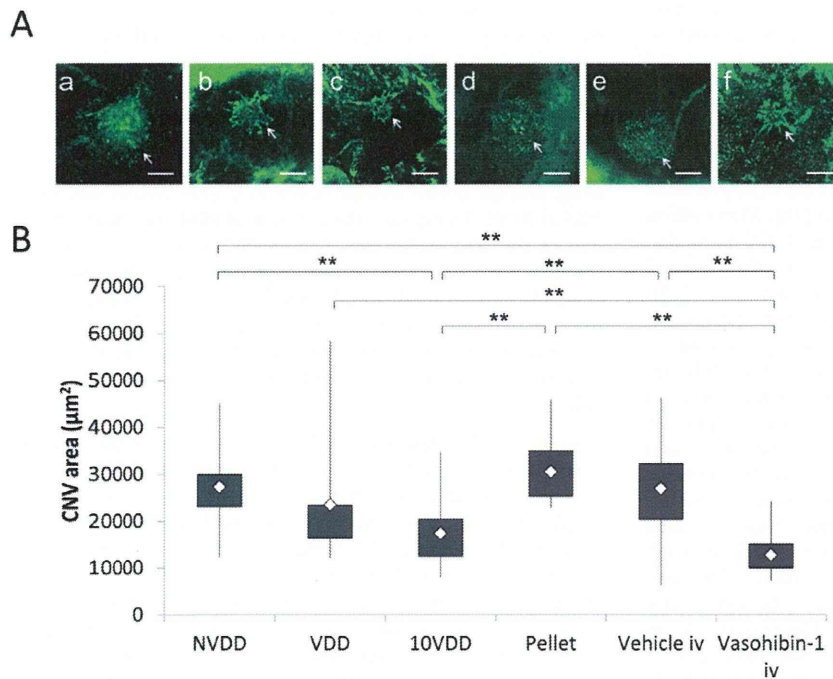 A
a b c d e f
B
**
** ** **
**
** **
70000
60000
50000
40000
30000
20000
10000
0
CNV area (µm²)
NVDD VDD 10VDD Pellet Vehicle iv Vasohibin-1
iv